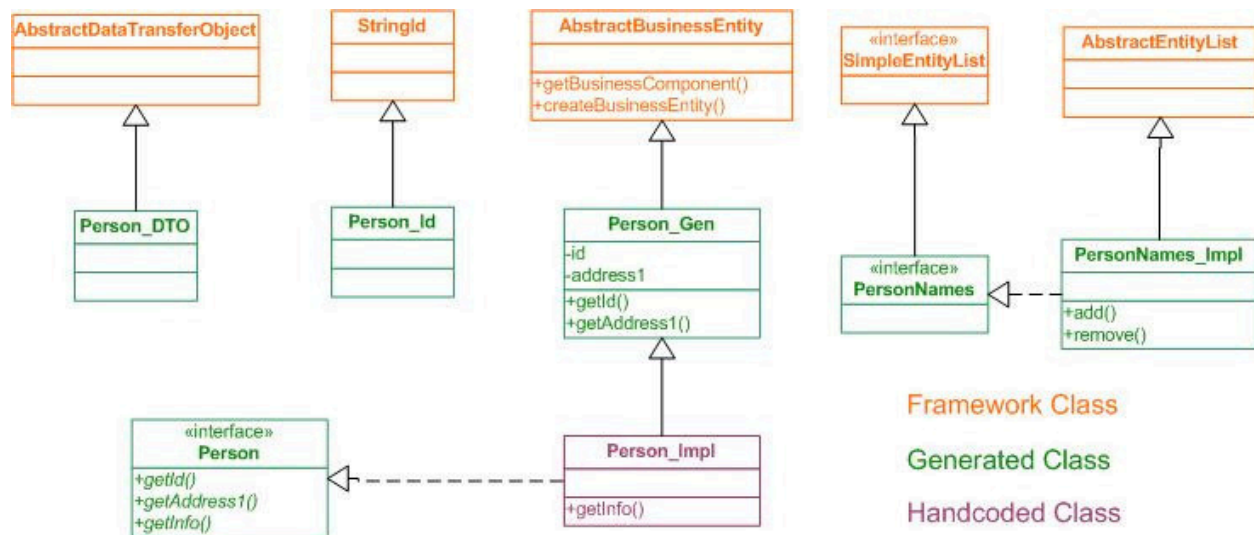 AbstractDataTransferObject
StringId
AbstractBusinessEntity
+getBusinessComponent()
+createBusinessEntity()
«interface»
SimpleEntityList
AbstractEntityList
Person_DTO
Person_Id
Person_Gen
-id
-address1
+getId()
+getAddress1()
«interface»
PersonNames
PersonNames_Impl
+add()
+remove()
«interface»
Person
+getId()
+getAddress1()
+getInfo()
Person_Impl
+getInfo()
Framework Class
Generated Class
Handcoded Class